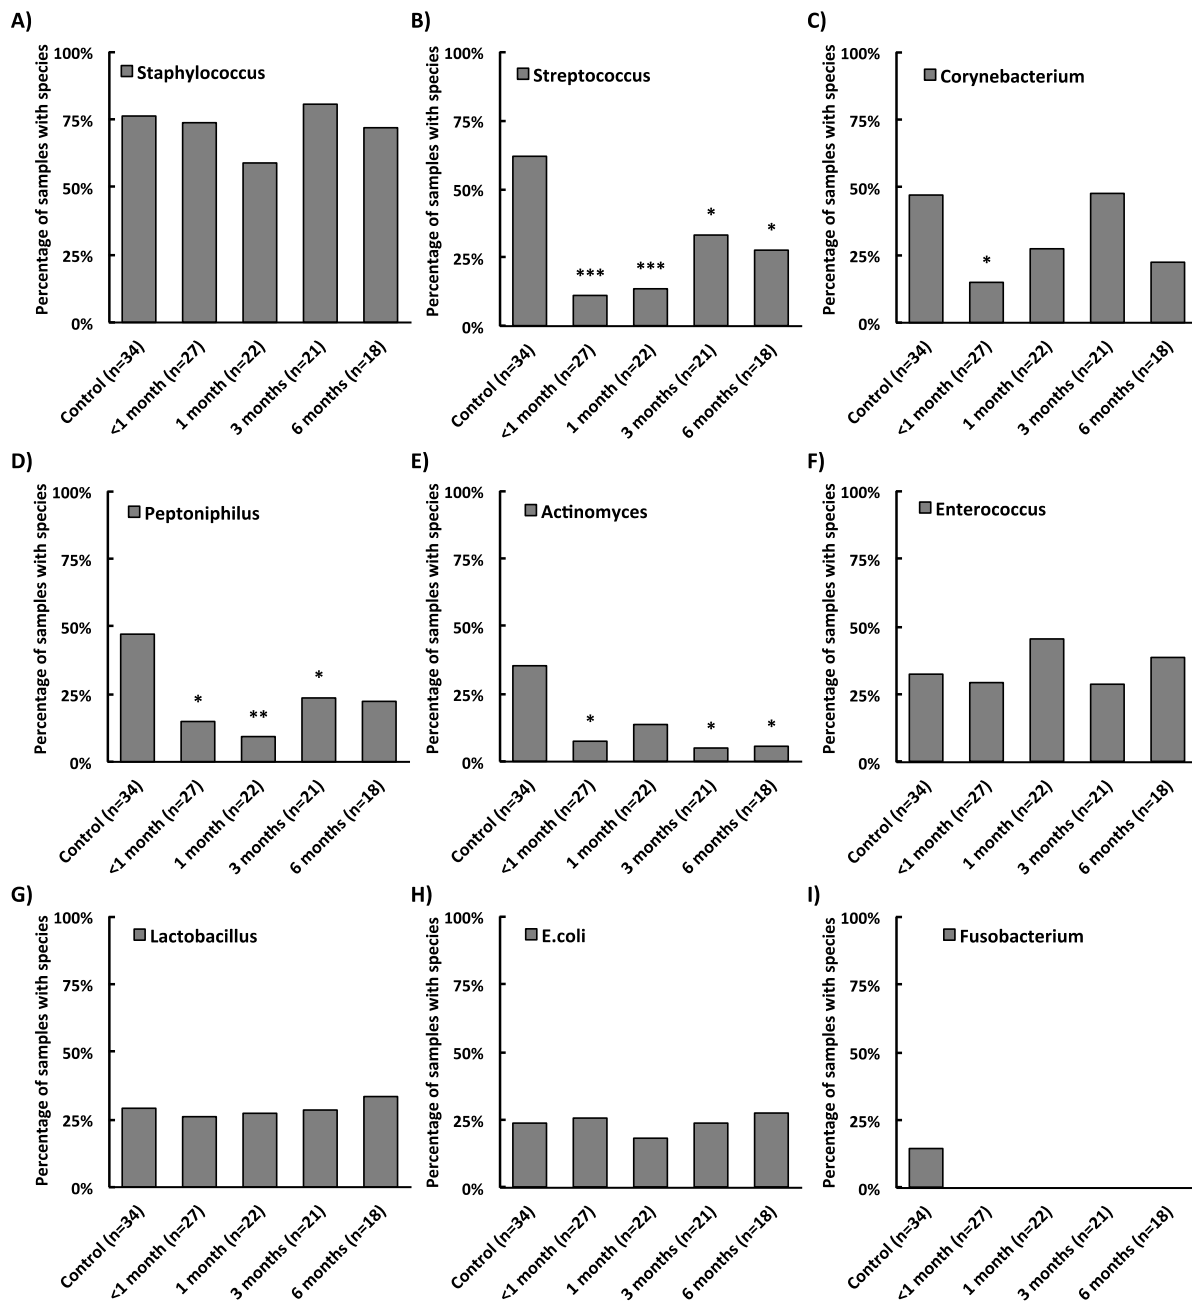 A)
Percentage of samples with species
100%
75%
50%
25%
0%
Staphylococcus
Control (n=34)
<1 month (n=27)
1 month (n=22)
3 months (n=21)
6 months (n=18)
B)
Percentage of samples with species
100%
75%
50%
25%
0%
Streptococcus
***
***
*
*
Control (n=34)
<1 month (n=27)
1 month (n=22)
3 months (n=21)
6 months (n=18)
C)
Percentage of samples with species
100%
75%
50%
25%
0%
Corynebacterium
*
Control (n=34)
<1 month (n=27)
1 month (n=22)
3 months (n=21)
6 months (n=18)
D)
Percentage of samples with species
100%
75%
50%
25%
0%
Peptoniphilus
*
**
*
Control (n=34)
<1 month (n=27)
1 month (n=22)
3 months (n=21)
6 months (n=18)
E)
Percentage of samples with species
100%
75%
50%
25%
0%
Actinomyces
*
*
*
Control (n=34)
<1 month (n=27)
1 month (n=22)
3 months (n=21)
6 months (n=18)
F)
Percentage of samples with species
100%
75%
50%
25%
0%
Enterococcus
Control (n=34)
<1 month (n=27)
1 month (n=22)
3 months (n=21)
6 months (n=18)
G)
Percentage of samples with species
100%
75%
50%
25%
0%
Lactobacillus
Control (n=34)
<1 month (n=27)
1 month (n=22)
3 months (n=21)
6 months (n=18)
H)
Percentage of samples with species
100%
75%
50%
25%
0%
E.coli
Control (n=34)
<1 month (n=27)
1 month (n=22)
3 months (n=21)
6 months (n=18)
I)
Percentage of samples with species
100%
75%
50%
25%
0%
Fusobacterium
Control (n=34)
<1 month (n=27)
1 month (n=22)
3 months (n=21)
6 months (n=18)